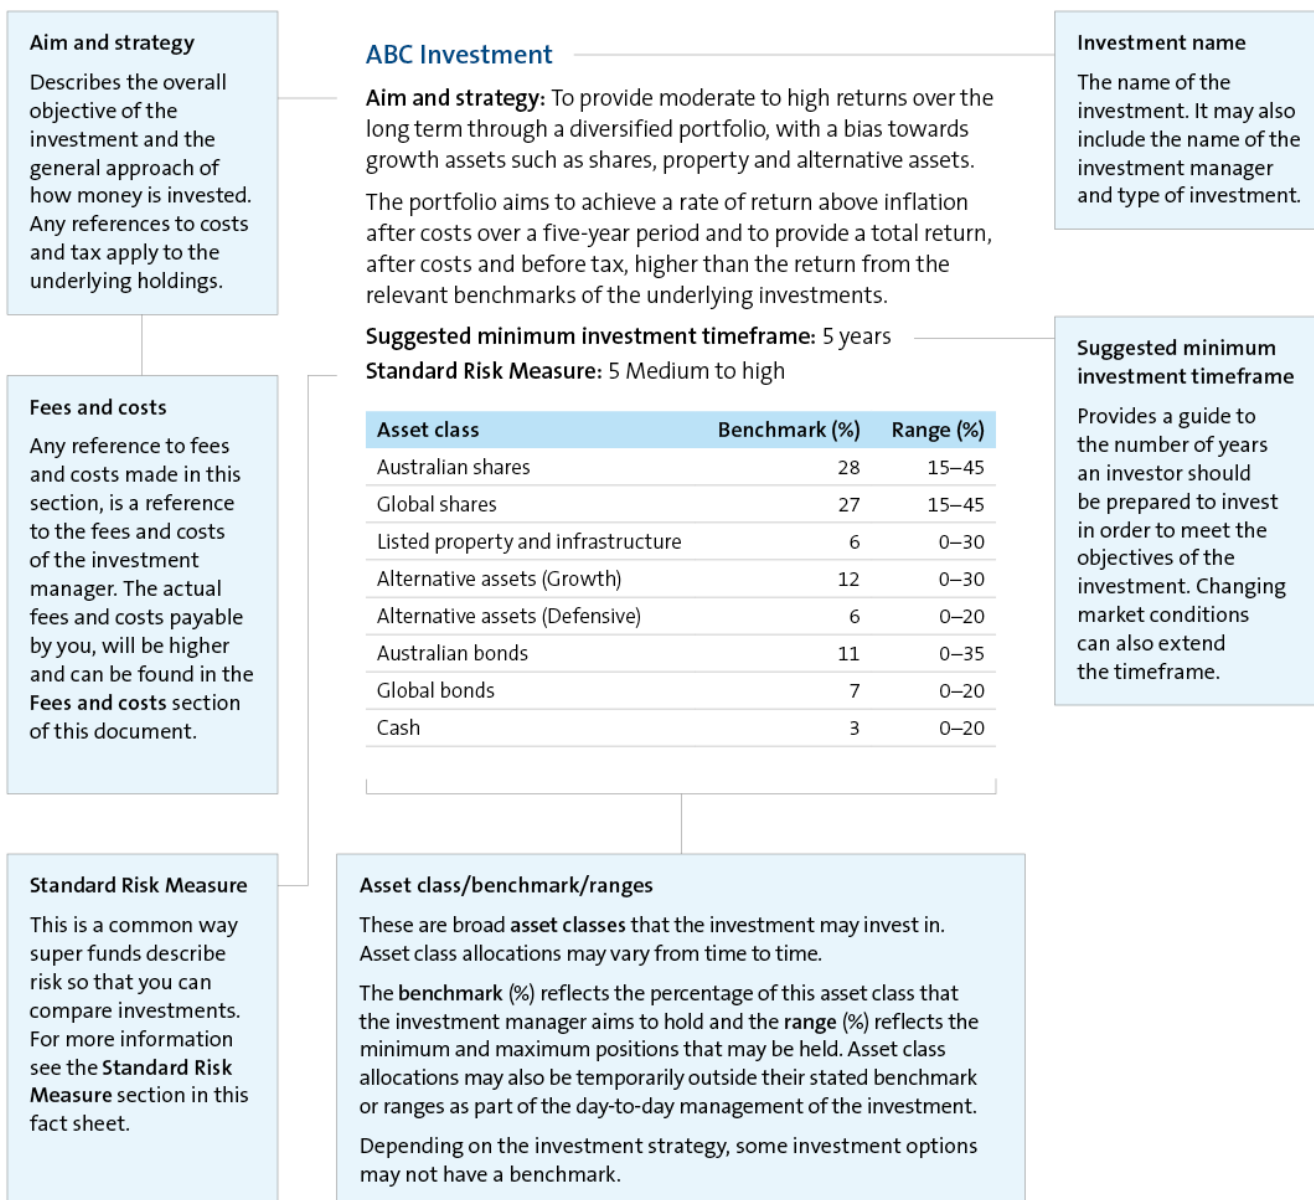 Aim and strategy
Describes the overall
objective of the
investment and the
general approach of
how money is invested.
Any references to costs
and tax apply to the
underlying holdings.
Fees and costs
Any reference to fees
and costs made in this
section, is a reference
to the fees and costs
of the investment
manager. The actual
fees and costs payable
by you, will be higher
and can be found in the
Fees and costs section
of this document.
Standard Risk Measure
This is a common way
super funds describe
risk so that you can
compare investments.
For more information
see the Standard Risk
Measure section in this
fact sheet.
ABC Investment
Aim and strategy: To provide moderate to high returns over the
long term through a diversified portfolio, with a bias towards
growth assets such as shares, property and alternative assets.
The portfolio aims to achieve a rate of return above inflation
after costs over a five-year period and to provide a total return,
after costs and before tax, higher than the return from the
relevant benchmarks of the underlying investments.
Suggested minimum investment timeframe: 5 years
Standard Risk Measure: 5 Medium to high
Asset class Benchmark (%) Range (%)
Australian shares 28 15–45
Global shares 27 15–45
Listed property and infrastructure 6 0–30
Alternative assets (Growth) 12 0–30
Alternative assets (Defensive) 6 0–20
Australian bonds 11 0–35
Global bonds 7 0–20
Cash 3 0–20
Asset class/benchmark/ranges
These are broad asset classes that the investment may invest in.
Asset class allocations may vary from time to time.
The benchmark (%) reflects the percentage of this asset class that
the investment manager aims to hold and the range (%) reflects the
minimum and maximum positions that may be held. Asset class
allocations may also be temporarily outside their stated benchmark
or ranges as part of the day-to-day management of the investment.
Depending on the investment strategy, some investment options
may not have a benchmark.
Investment name
The name of the
investment. It may also
include the name of the
investment manager
and type of investment.
Suggested minimum
investment timeframe
Provides a guide to
the number of years
an investor should
be prepared to invest
in order to meet the
objectives of the
investment. Changing
market conditions
can also extend
the timeframe.